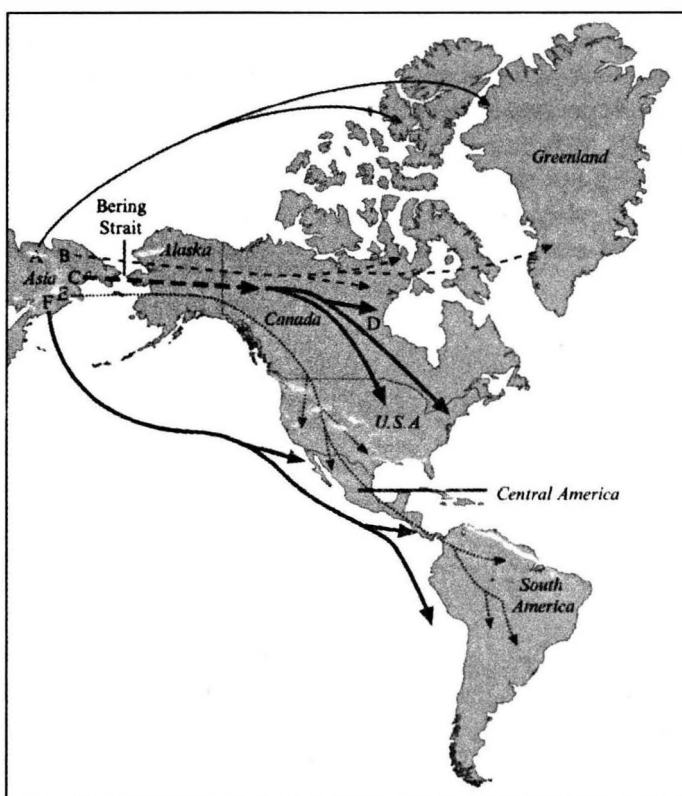 Greenland
Bering
Strait
Alaska
A B
Asia C
F E
Canada
D
U.S.A
Central America
South
America